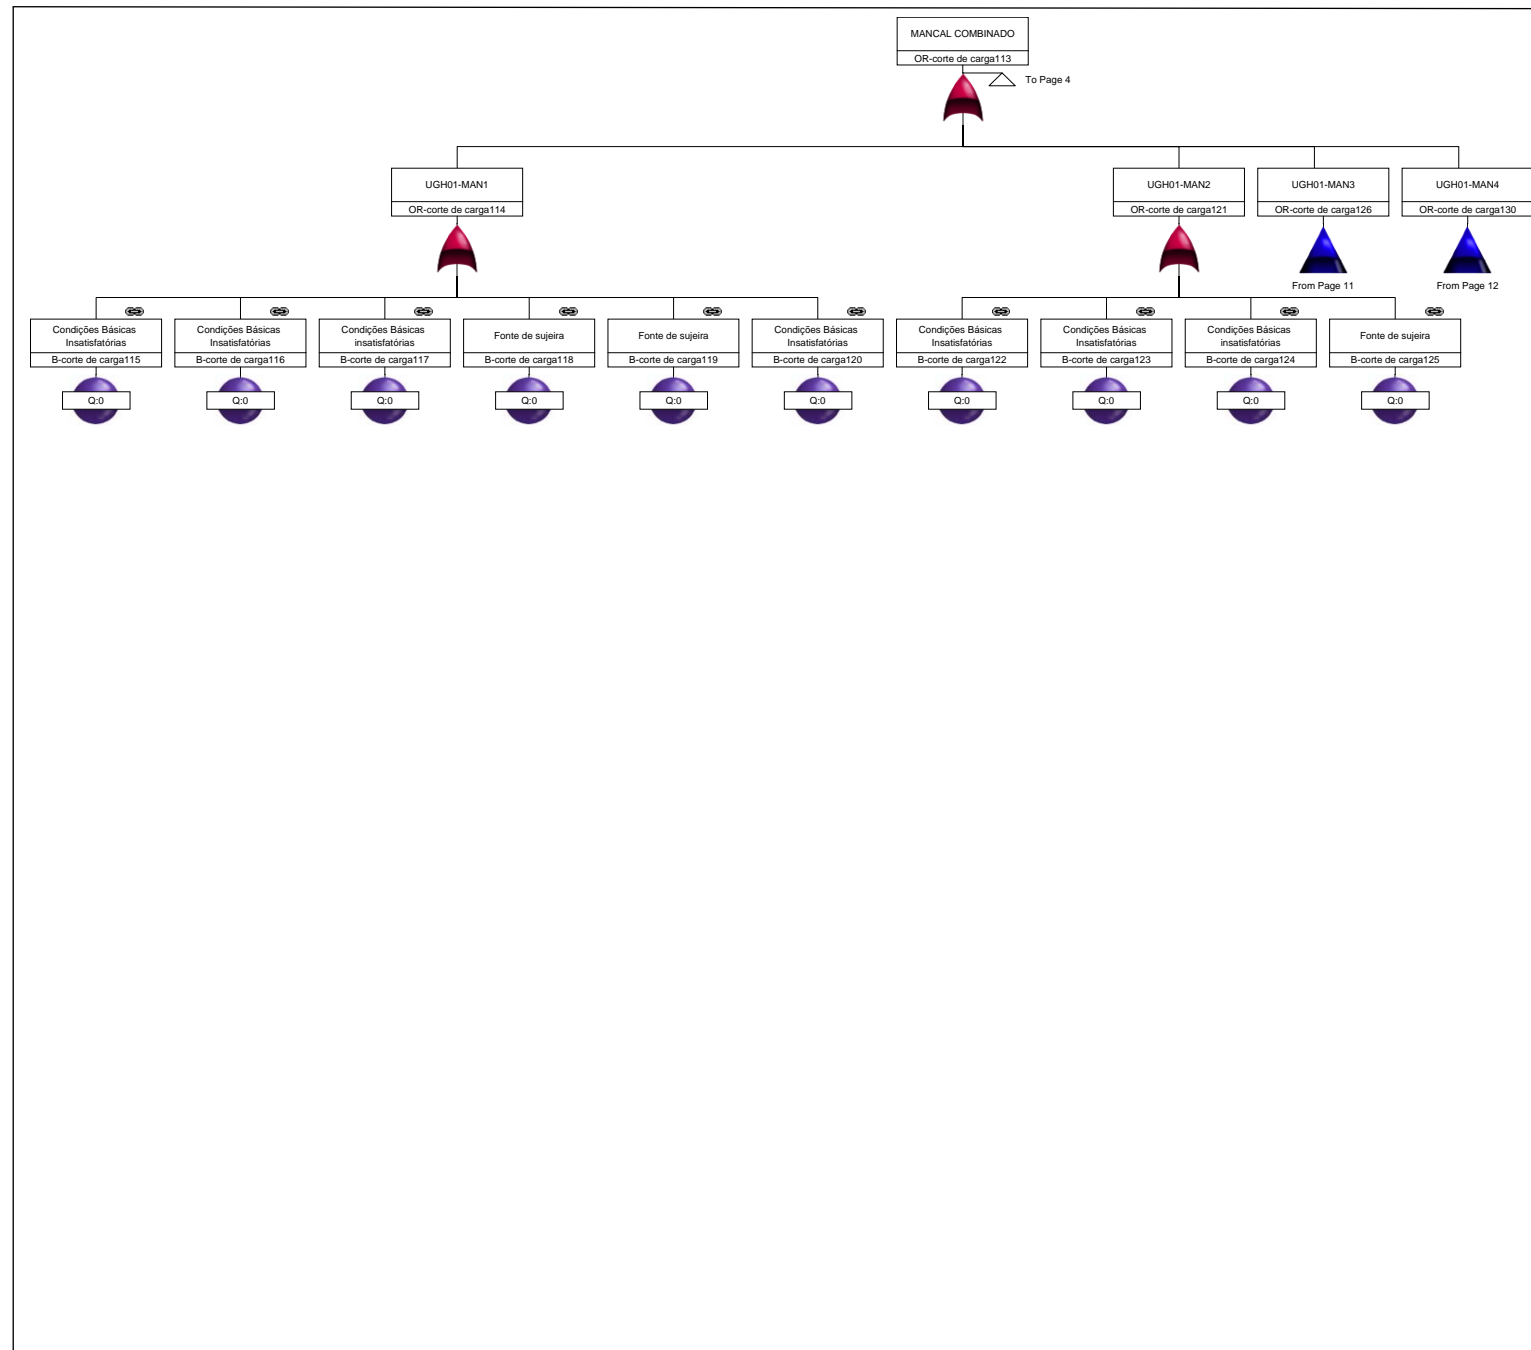 MANCAL COMBINADO
OR-corte de carga113
To Page 4
UGH01-MAN1
OR-corte de carga114
UGH01-MAN2
OR-corte de carga121
UGH01-MAN3
OR-corte de carga126
From Page 11
UGH01-MAN4
OR-corte de carga130
From Page 12
Condições Básicas
Insatisfatórias
B-corte de carga115
Q:0
Condições Básicas
Insatisfatórias
B-corte de carga116
Q:0
Condições Básicas
insatisfatórias
B-corte de carga117
Q:0
Fonte de sujeira
B-corte de carga118
Q:0
Fonte de sujeira
B-corte de carga119
Q:0
Condições Básicas
Insatisfatórias
B-corte de carga120
Q:0
Condições Básicas
Insatisfatórias
B-corte de carga122
Q:0
Condições Básicas
Insatisfatórias
B-corte de carga123
Q:0
Condições Básicas
insatisfatórias
B-corte de carga124
Q:0
Fonte de sujeira
B-corte de carga125
Q:0